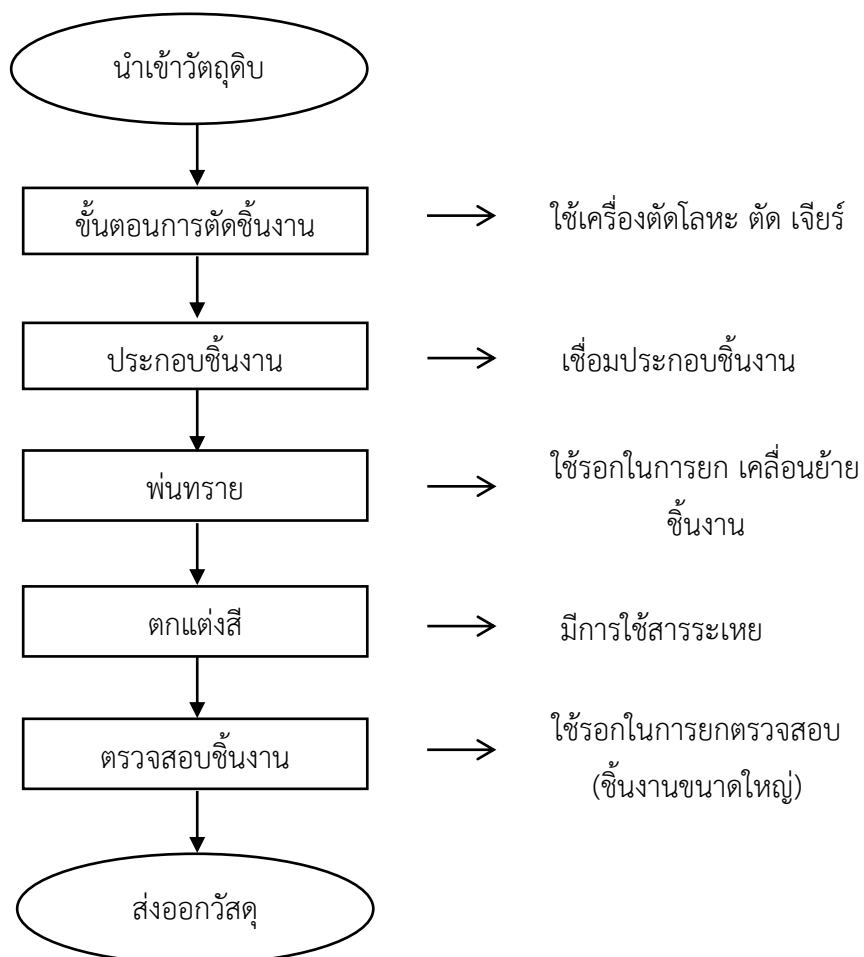 นำเข้าวัตถุดิบ
ขั้นตอนการตัดชิ้นงาน
ใช้เครื่องตัดโลหะ ตัด เจียร์
ประกอบชิ้นงาน
เชื่อมประกอบชิ้นงาน
พ่นทราย
ใช้รอกในการยก เคลื่อนย้าย
ชิ้นงาน
ตกแต่งสี
มีการใช้สารระเหย
ตรวจสอบชิ้นงาน
ใช้รอกในการยกตรวจสอบ
(ชิ้นงานขนาดใหญ่)
ส่งออกวัสดุ